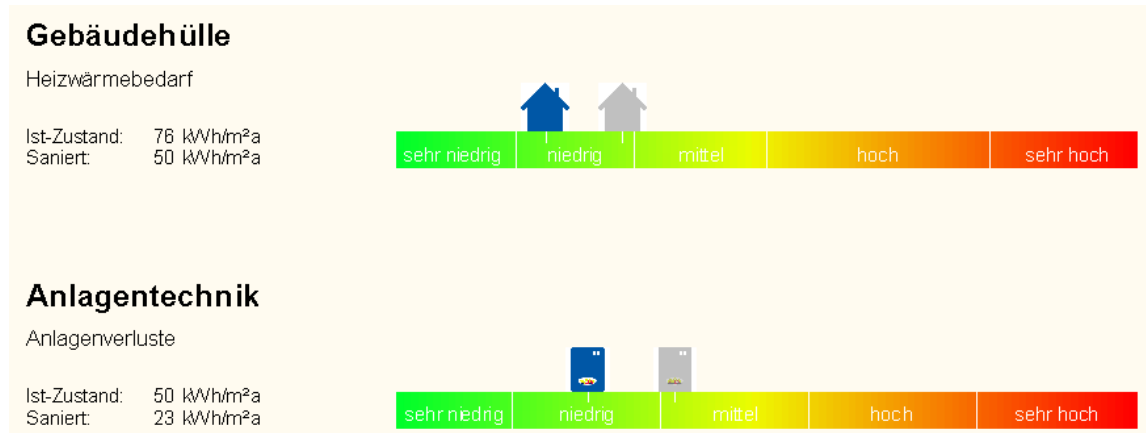 Gebäudehülle
Heizwärmebedarf
Ist-Zustand: 76 kWh/m²a
Saniert: 50 kWh/m²a
sehr niedrig niedrig mittel hoch sehr hoch
Anlagentechnik
Anlagenverluste
Ist-Zustand: 50 kWh/m²a
Saniert: 23 kWh/m²a
sehr niedrig niedrig mittel hoch sehr hoch